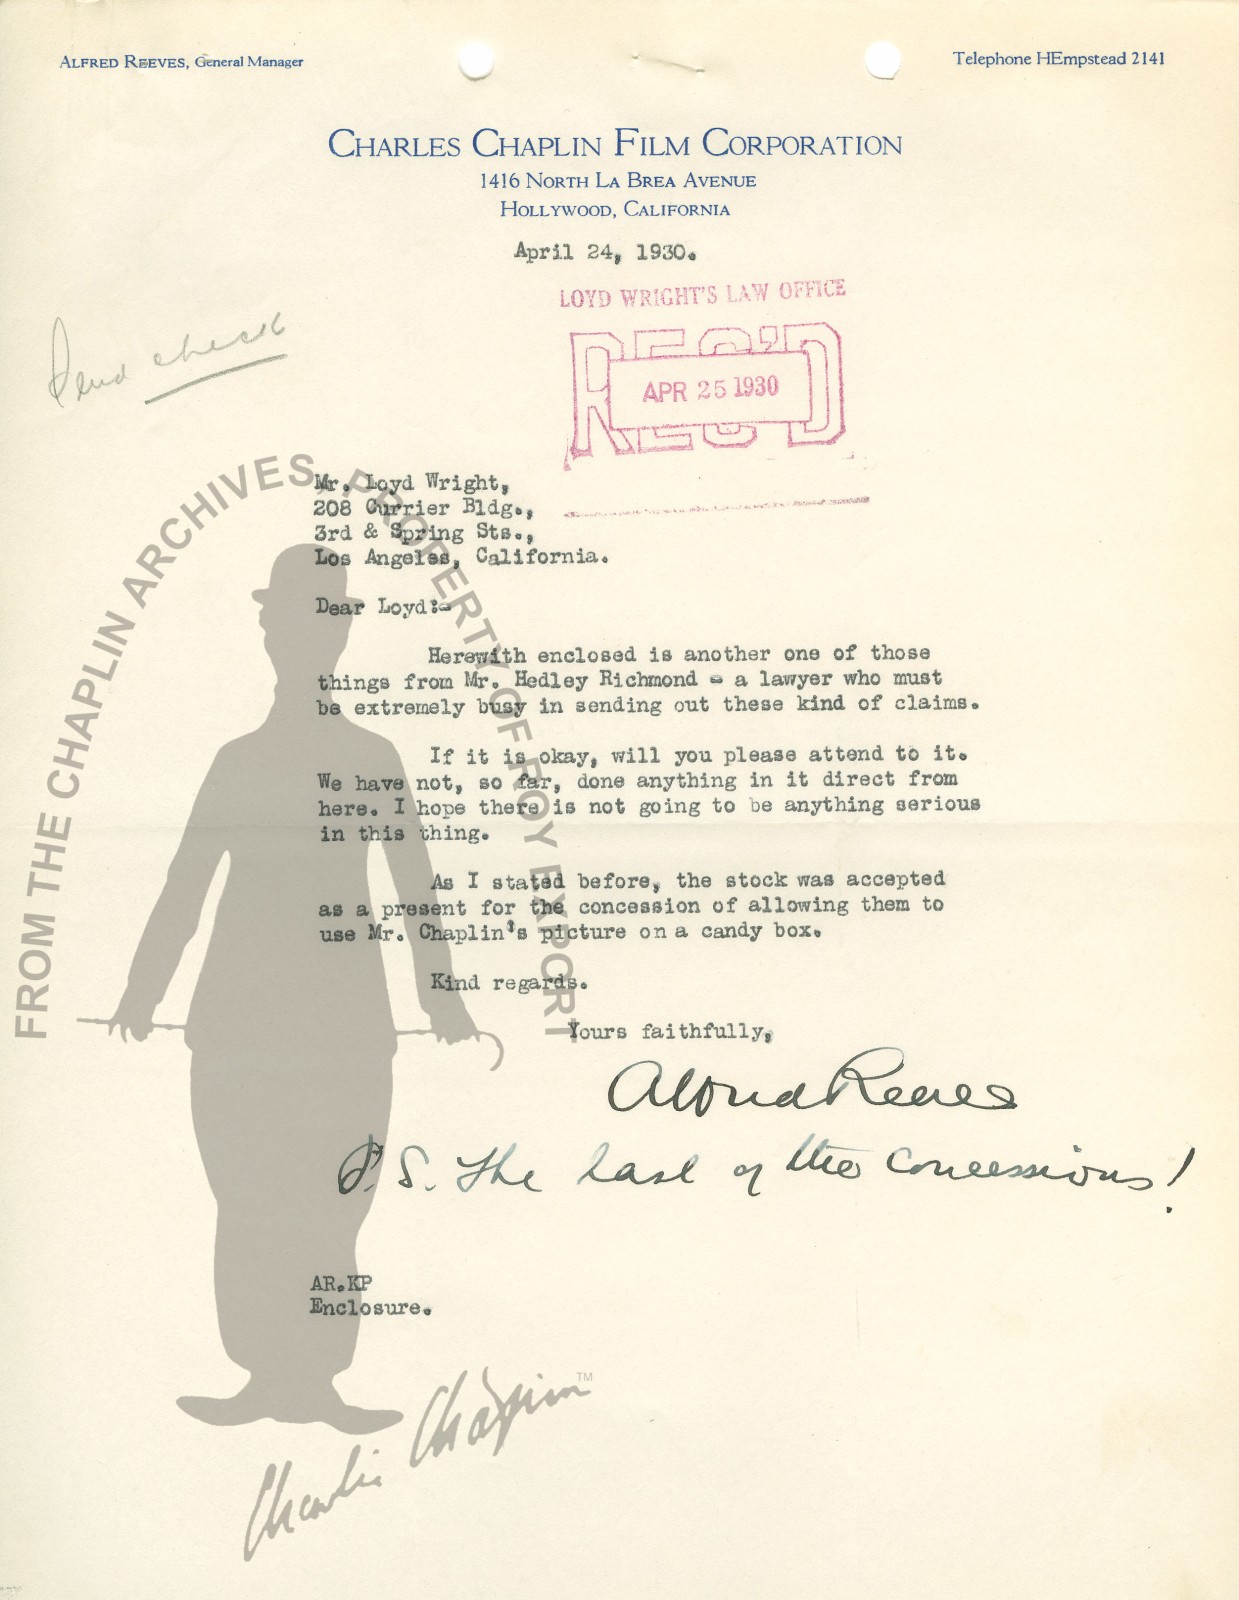 ALFRED REEVES, General Manager
Telephone HEmpstead 2141
CHARLES CHAPLIN FILM CORPORATION
1416 NORTH LA BREA AVENUE
HOLLYWOOD, CALIFORNIA
April 24, 1930.
LOYD WRIGHT'S LAW OFFICE
REC'D
APR 25 1930
Send check
Mr. Loyd Wright,
208 Currier Bldg.,
3rd & Spring Sts.,
Los Angeles, California.
Dear Loyd:-
Herewith enclosed is another one of those
things from Mr. Hedley Richmond - a lawyer who must
be extremely busy in sending out these kind of claims.
If it is okay, will you please attend to it.
We have not, so far, done anything in it direct from
here. I hope there is not going to be anything serious
in this thing.
As I stated before, the stock was accepted
as a present for the concession of allowing them to
use Mr. Chaplin's picture on a candy box.
Kind regards.
Yours faithfully,
Alfred Reeves
P.S. The last of the concessions!
AR.KP
Enclosure.
FROM THE CHAPLIN ARCHIVES, PROPERTY OF ROY EXPORT
Charlie Chaplin™